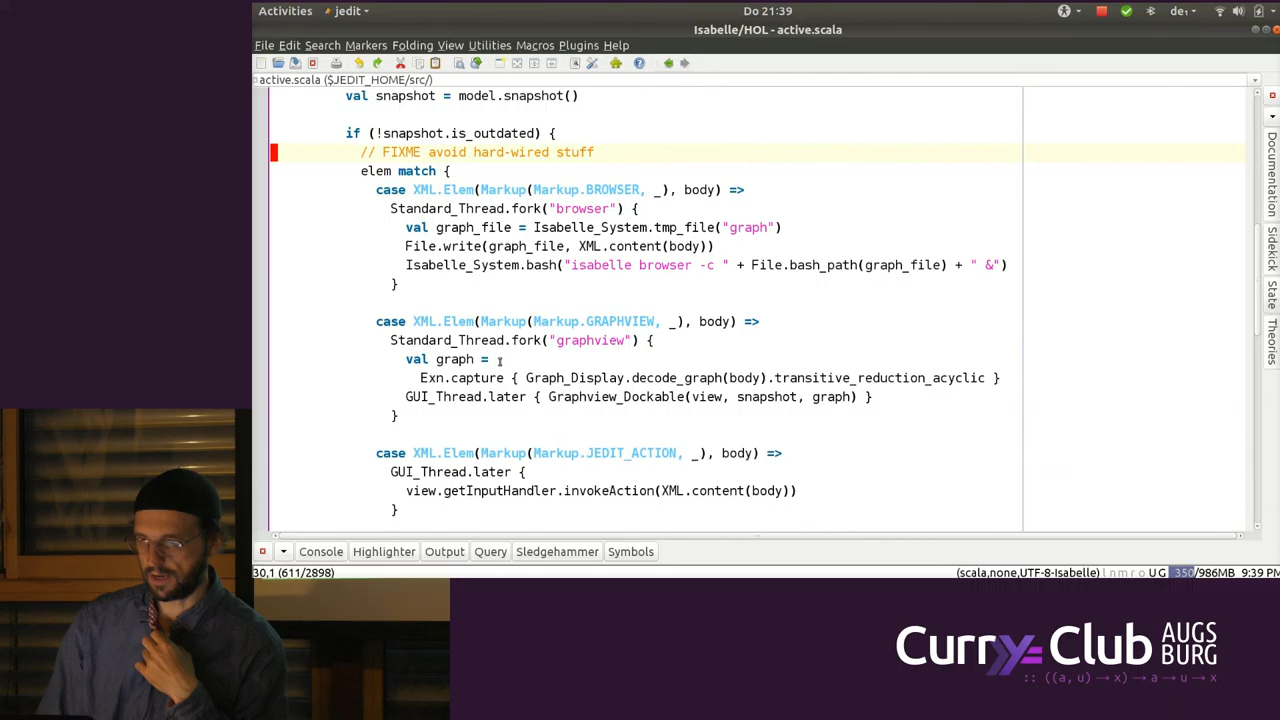 Activities jedit Do 21:39 de₁
Isabelle/HOL - active.scala
File Edit Search Markers Folding View Utilities Macros Plugins Help
active.scala ($JEDIT_HOME/src/)
val snapshot = model.snapshot()
if (!snapshot.is_outdated) {
// FIXME avoid hard-wired stuff
elem match {
case XML.Elem(Markup(Markup.BROWSER, _), body) =>
Standard_Thread.fork("browser") {
val graph_file = Isabelle_System.tmp_file("graph")
File.write(graph_file, XML.content(body))
Isabelle_System.bash("isabelle browser -c " + File.bash_path(graph_file) + " &")
}
case XML.Elem(Markup(Markup.GRAPHVIEW, _), body) =>
Standard_Thread.fork("graphview") {
val graph =
Exn.capture { Graph_Display.decode_graph(body).transitive_reduction_acyclic }
GUI_Thread.later { Graphview_Dockable(view, snapshot, graph) }
}
case XML.Elem(Markup(Markup.JEDIT_ACTION, _), body) =>
GUI_Thread.later {
view.getInputHandler.invokeAction(XML.content(body))
}
Documentation
Sidekick
State
Theories
Console Highlighter Output Query Sledgehammer Symbols
30,1 (611/2898) (scala,none,UTF-8-Isabelle) l n m r o U G 350/986MB 9:39 PM
Curry Club AUGS
BURG
:: ((a, u) → x) → a → u → x